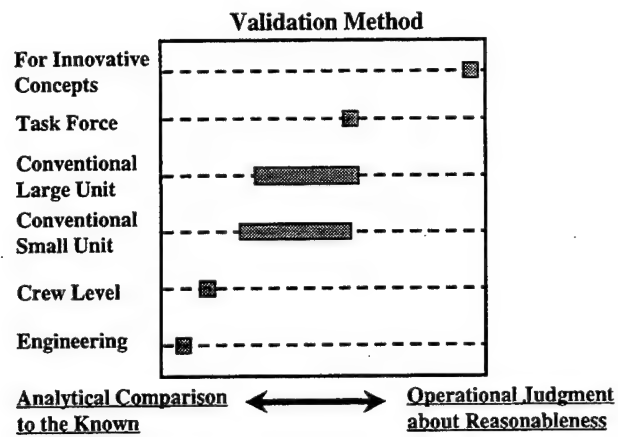 Validation Method
For Innovative
Concepts
Task Force
Conventional
Large Unit
Conventional
Small Unit
Crew Level
Engineering
Analytical Comparison
to the Known
Operational Judgment
about Reasonableness